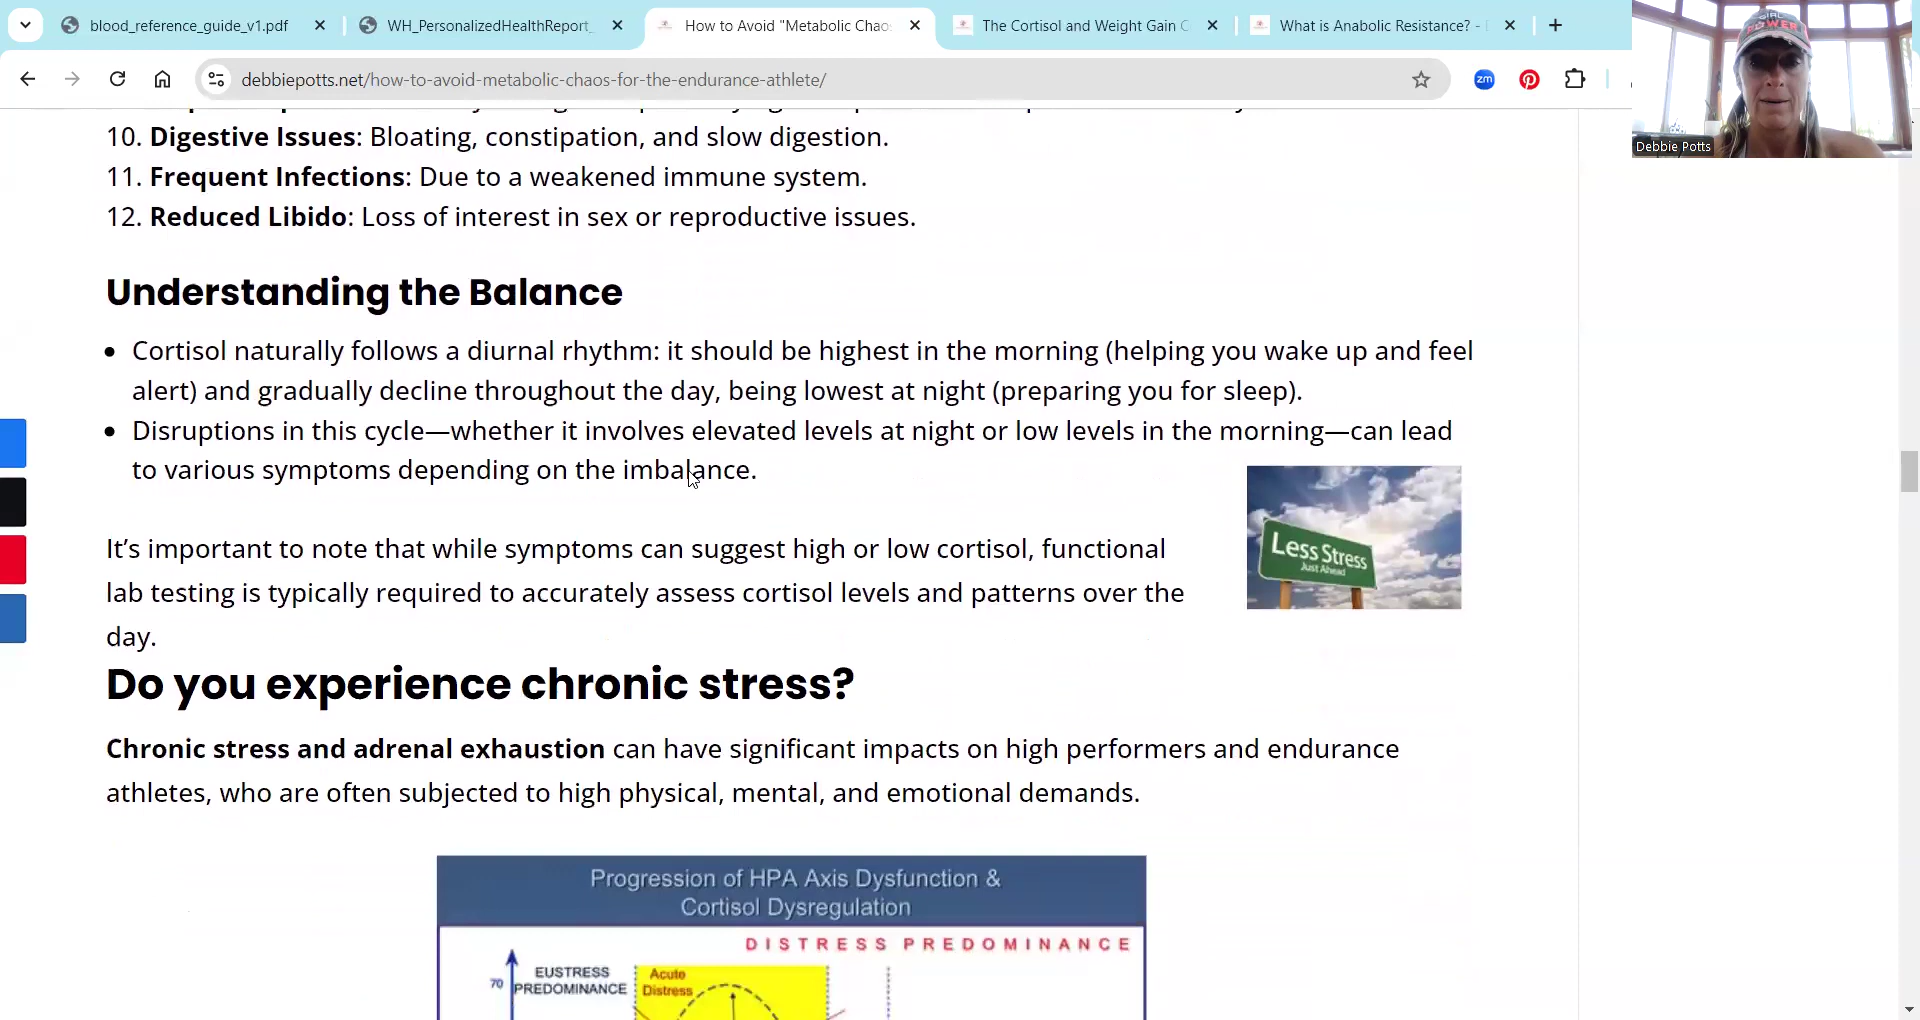 blood_reference_guide_v1.pdf
WH_PersonalizedHealthReport_
How to Avoid "Metabolic Chao
The Cortisol and Weight Gain C
What is Anabolic Resistance? -
debbiepotts.net/how-to-avoid-metabolic-chaos-for-the-endurance-athlete/
zm
GIRL
POWER
Debbie Potts
10. Digestive Issues: Bloating, constipation, and slow digestion.
11. Frequent Infections: Due to a weakened immune system.
12. Reduced Libido: Loss of interest in sex or reproductive issues.
Understanding the Balance
Cortisol naturally follows a diurnal rhythm: it should be highest in the morning (helping you wake up and feel
alert) and gradually decline throughout the day, being lowest at night (preparing you for sleep).
Disruptions in this cycle—whether it involves elevated levels at night or low levels in the morning—can lead
to various symptoms depending on the imbalance.
Less Stress
Just Ahead
It’s important to note that while symptoms can suggest high or low cortisol, functional
lab testing is typically required to accurately assess cortisol levels and patterns over the
day.
Do you experience chronic stress?
Chronic stress and adrenal exhaustion can have significant impacts on high performers and endurance
athletes, who are often subjected to high physical, mental, and emotional demands.
Progression of HPA Axis Dysfunction &
Cortisol Dysregulation
DISTRESS PREDOMINANCE
70
EUSTRESS
PREDOMINANCE
Acute
Distress